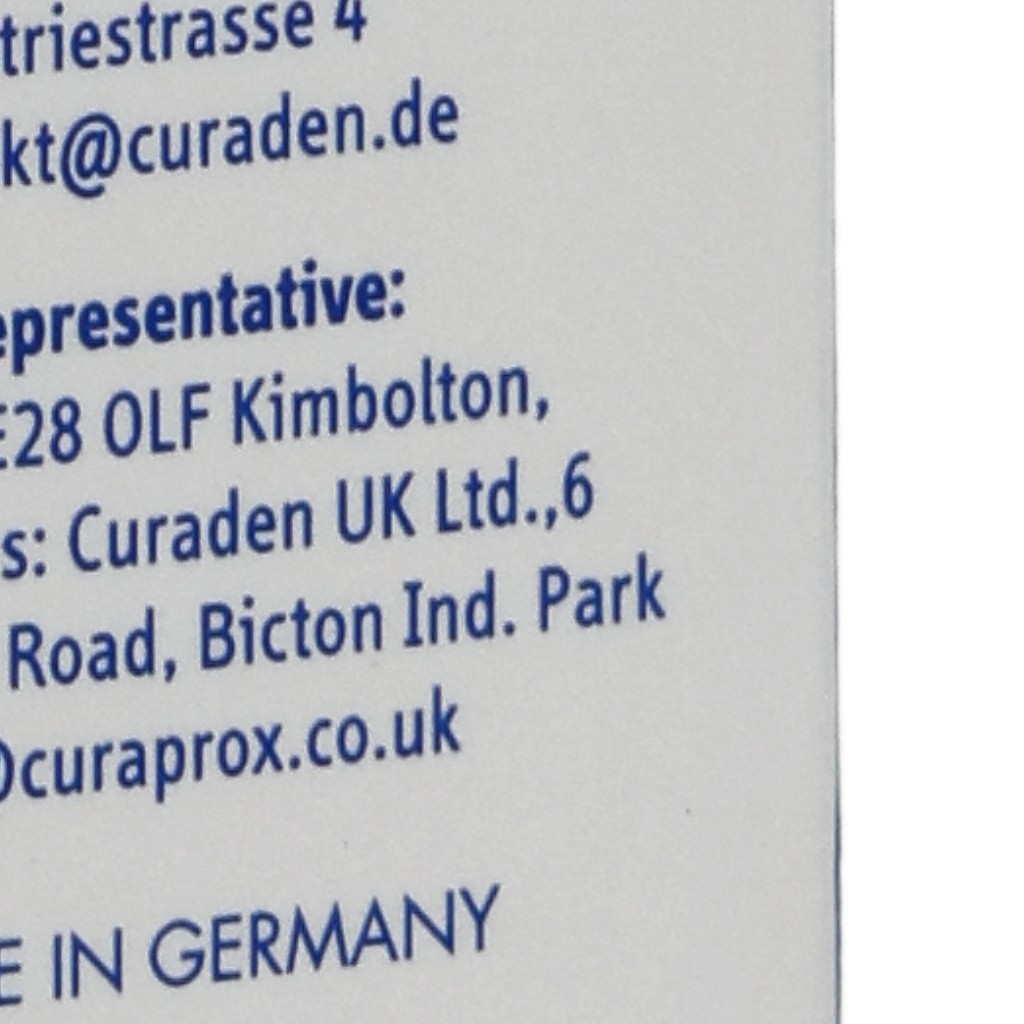 triestrasse 4
kt@curaden.de
epresentative:
E28 OLF Kimbolton,
s: Curaden UK Ltd.,6
Road, Bicton Ind. Park
@curaprox.co.uk
E IN GERMANY